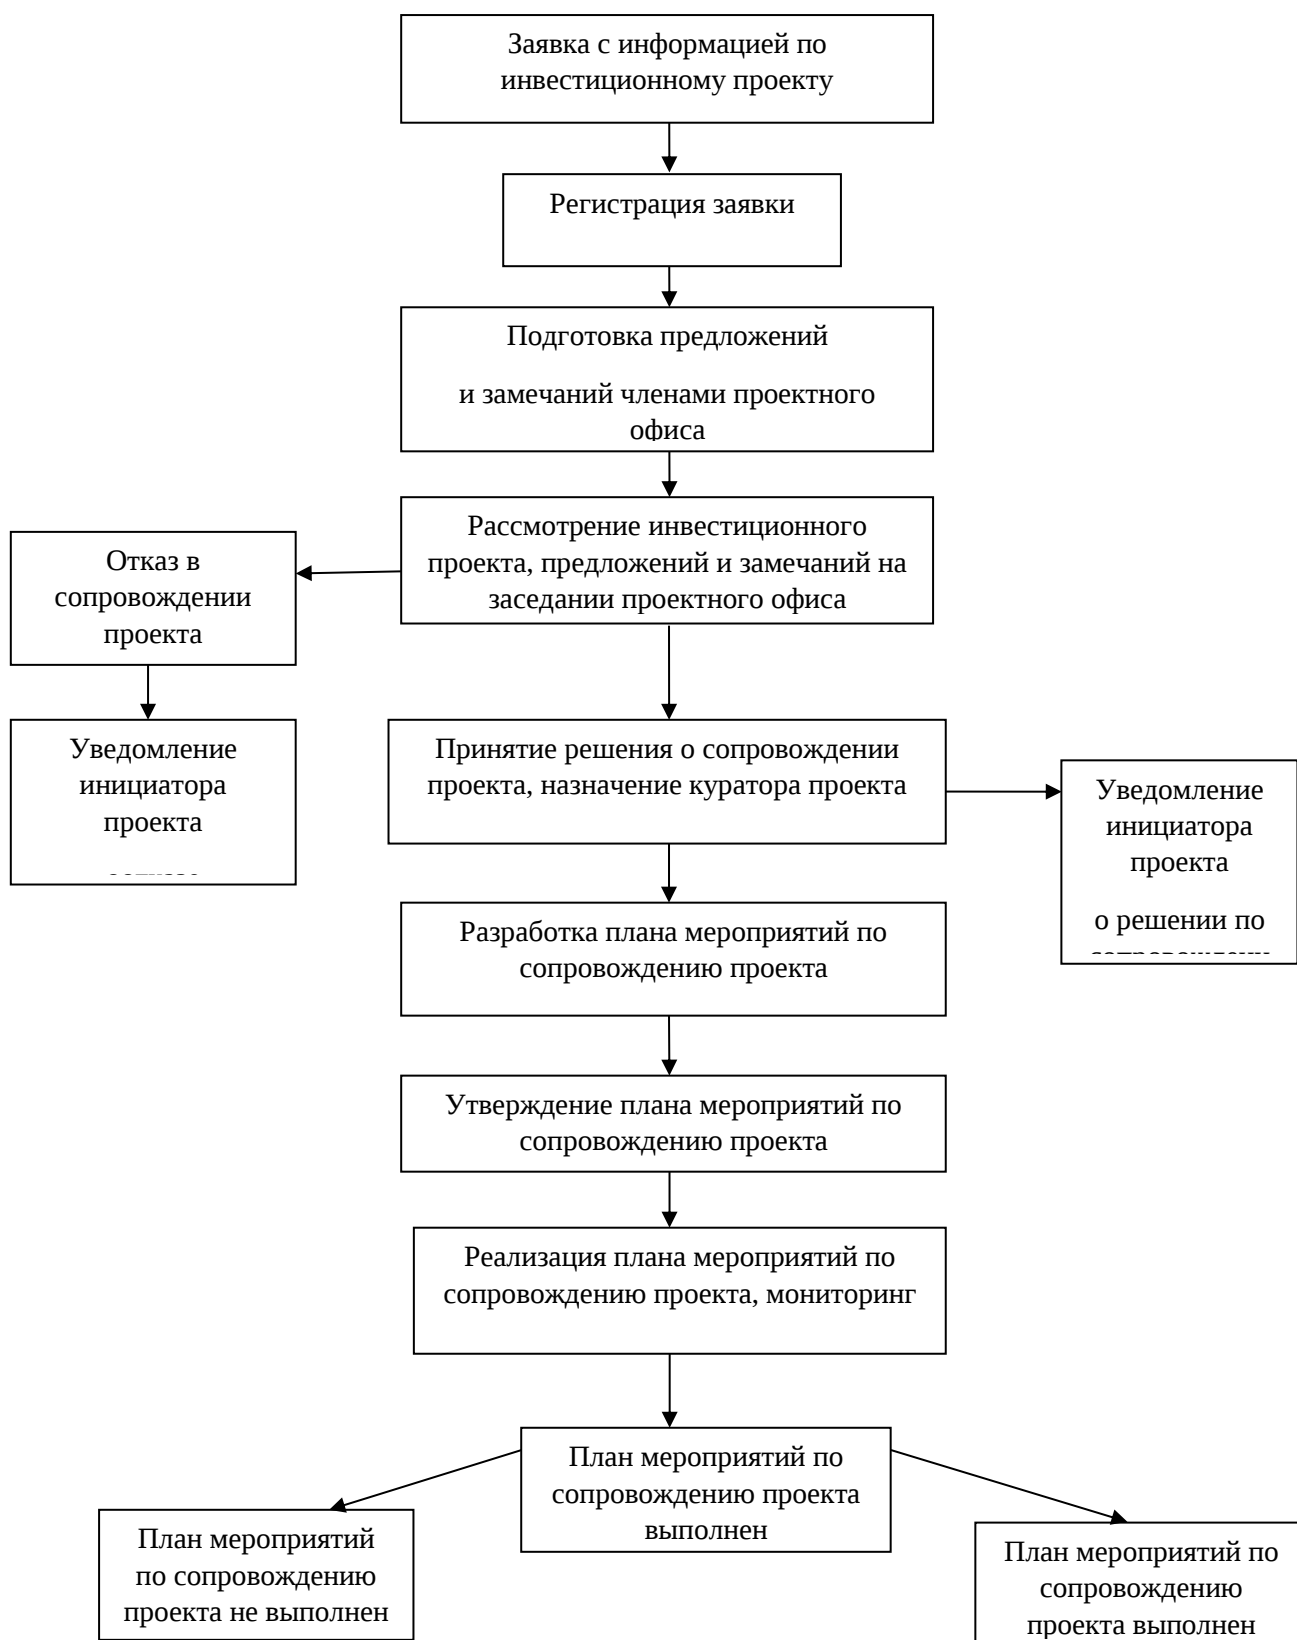 Заявка с информацией по
инвестиционному проекту
Регистрация заявки
Подготовка предложений
и замечаний членами проектного
офиса
Рассмотрение инвестиционного
проекта, предложений и замечаний на
заседании проектного офиса
Отказ в
сопровождении
проекта
Уведомление
инициатора
проекта
Принятие решения о сопровождении
проекта, назначение куратора проекта
Уведомление
инициатора
проекта
о решении по
Разработка плана мероприятий по
сопровождению проекта
Утверждение плана мероприятий по
сопровождению проекта
Реализация плана мероприятий по
сопровождению проекта, мониторинг
План мероприятий по
сопровождению проекта
выполнен
План мероприятий
по сопровождению
проекта не выполнен
План мероприятий по
сопровождению
проекта выполнен